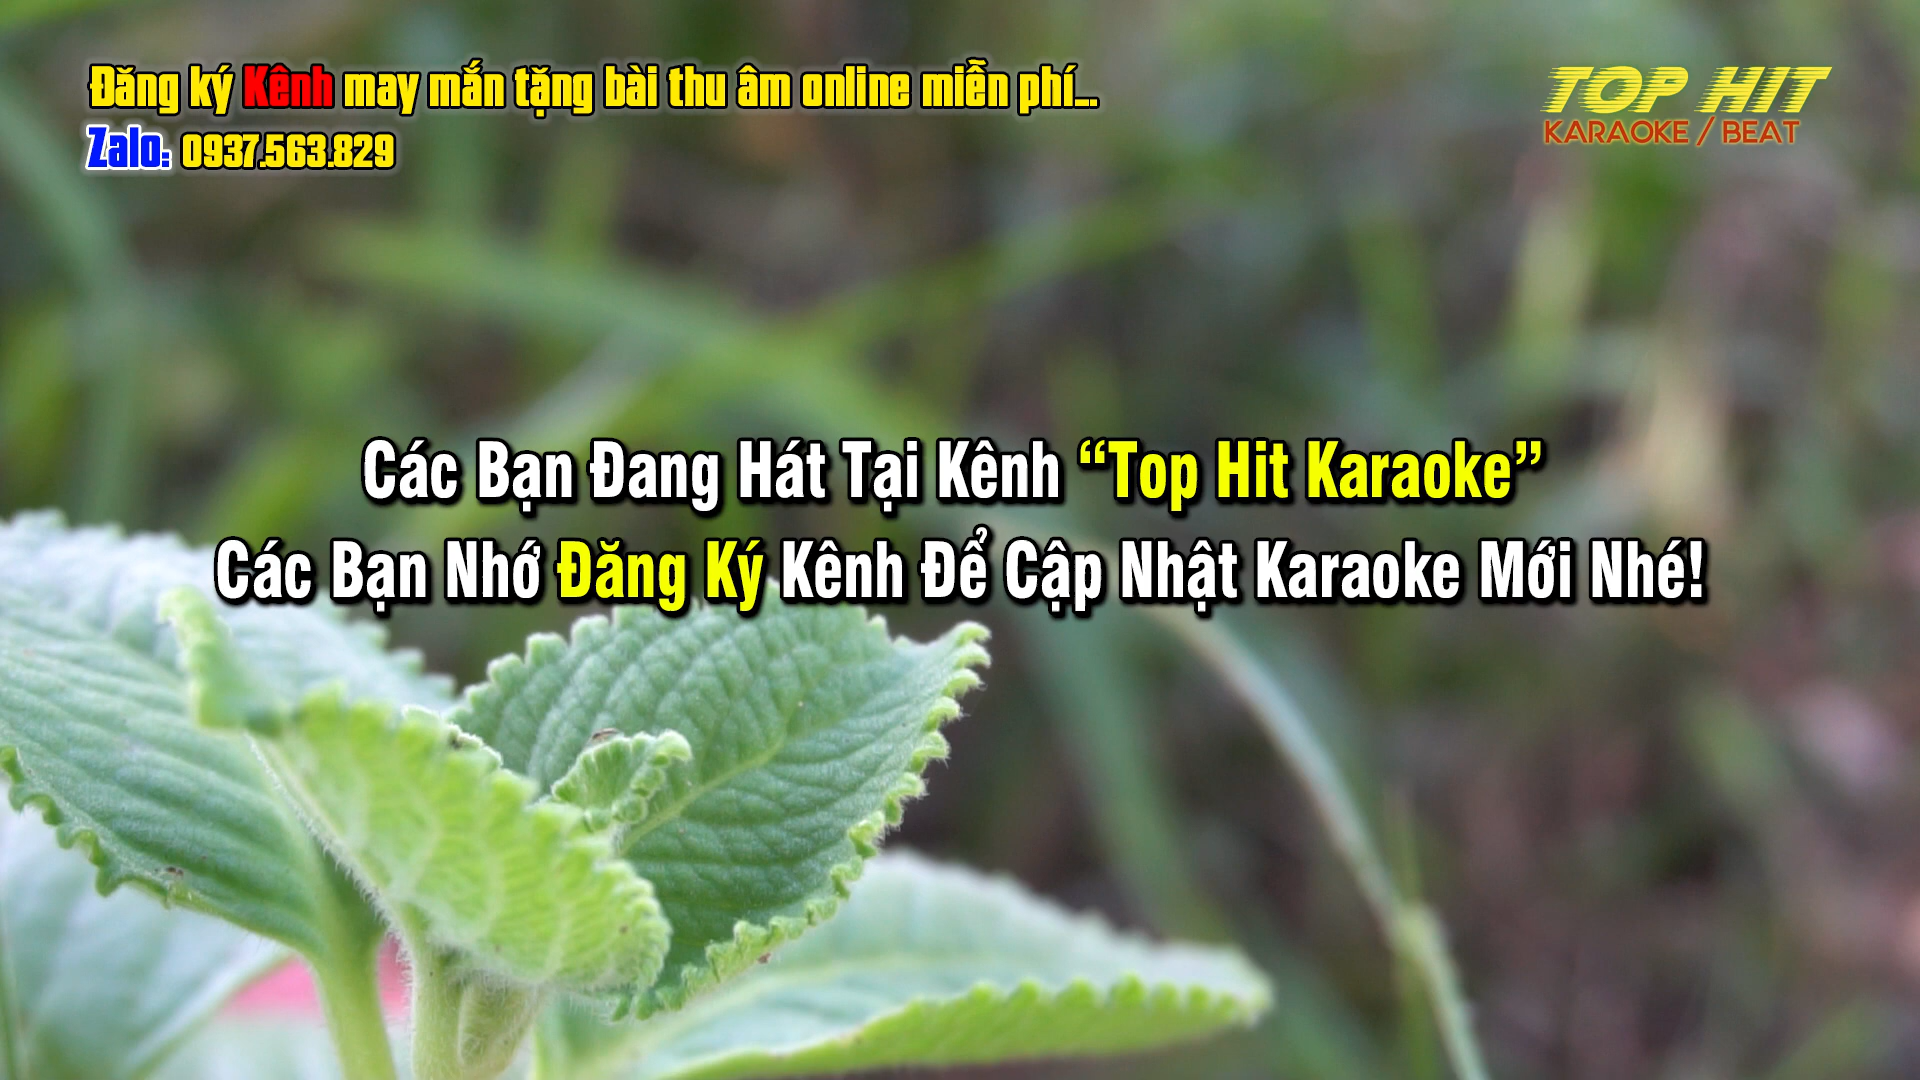 Đăng ký Kênh may mắn tặng bài thu âm online miễn phí...
Zalo: 0937.563.829
TOP HIT
KARAOKE / BEAT
Các Bạn Đang Hát Tại Kênh “Top Hit Karaoke”
Các Bạn Nhớ Đăng Ký Kênh Để Cập Nhật Karaoke Mới Nhé!